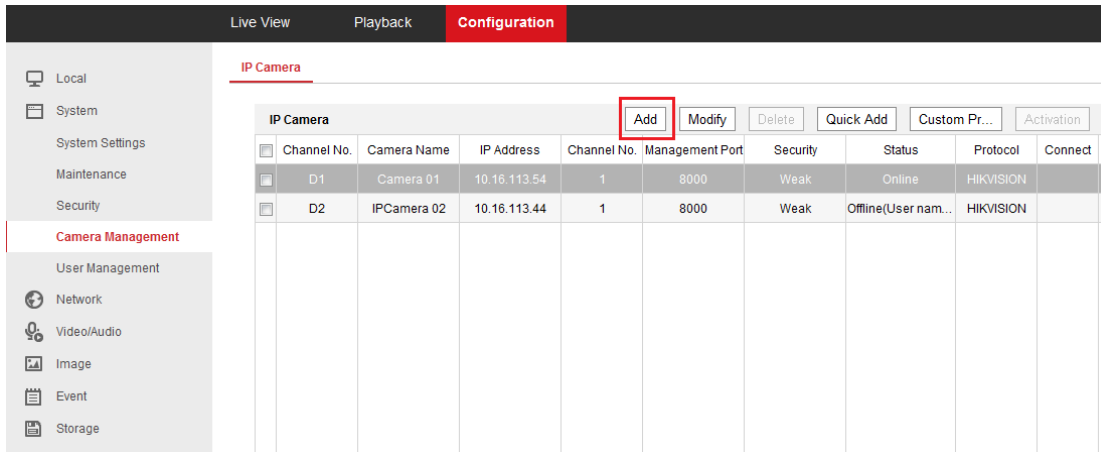 Live View Playback Configuration
IP Camera
Local
System
System Settings
Maintenance
Security
Camera Management
User Management
Network
Video/Audio
Image
Event
Storage
IP Camera Add Modify Delete Quick Add Custom Pr... Activation
Channel No. Camera Name IP Address Channel No. Management Port Security Status Protocol Connect
D1 Camera 01 10.16.113.54 1 8000 Weak Online HIKVISION
D2 IPCamera 02 10.16.113.44 1 8000 Weak Offline(User nam... HIKVISION